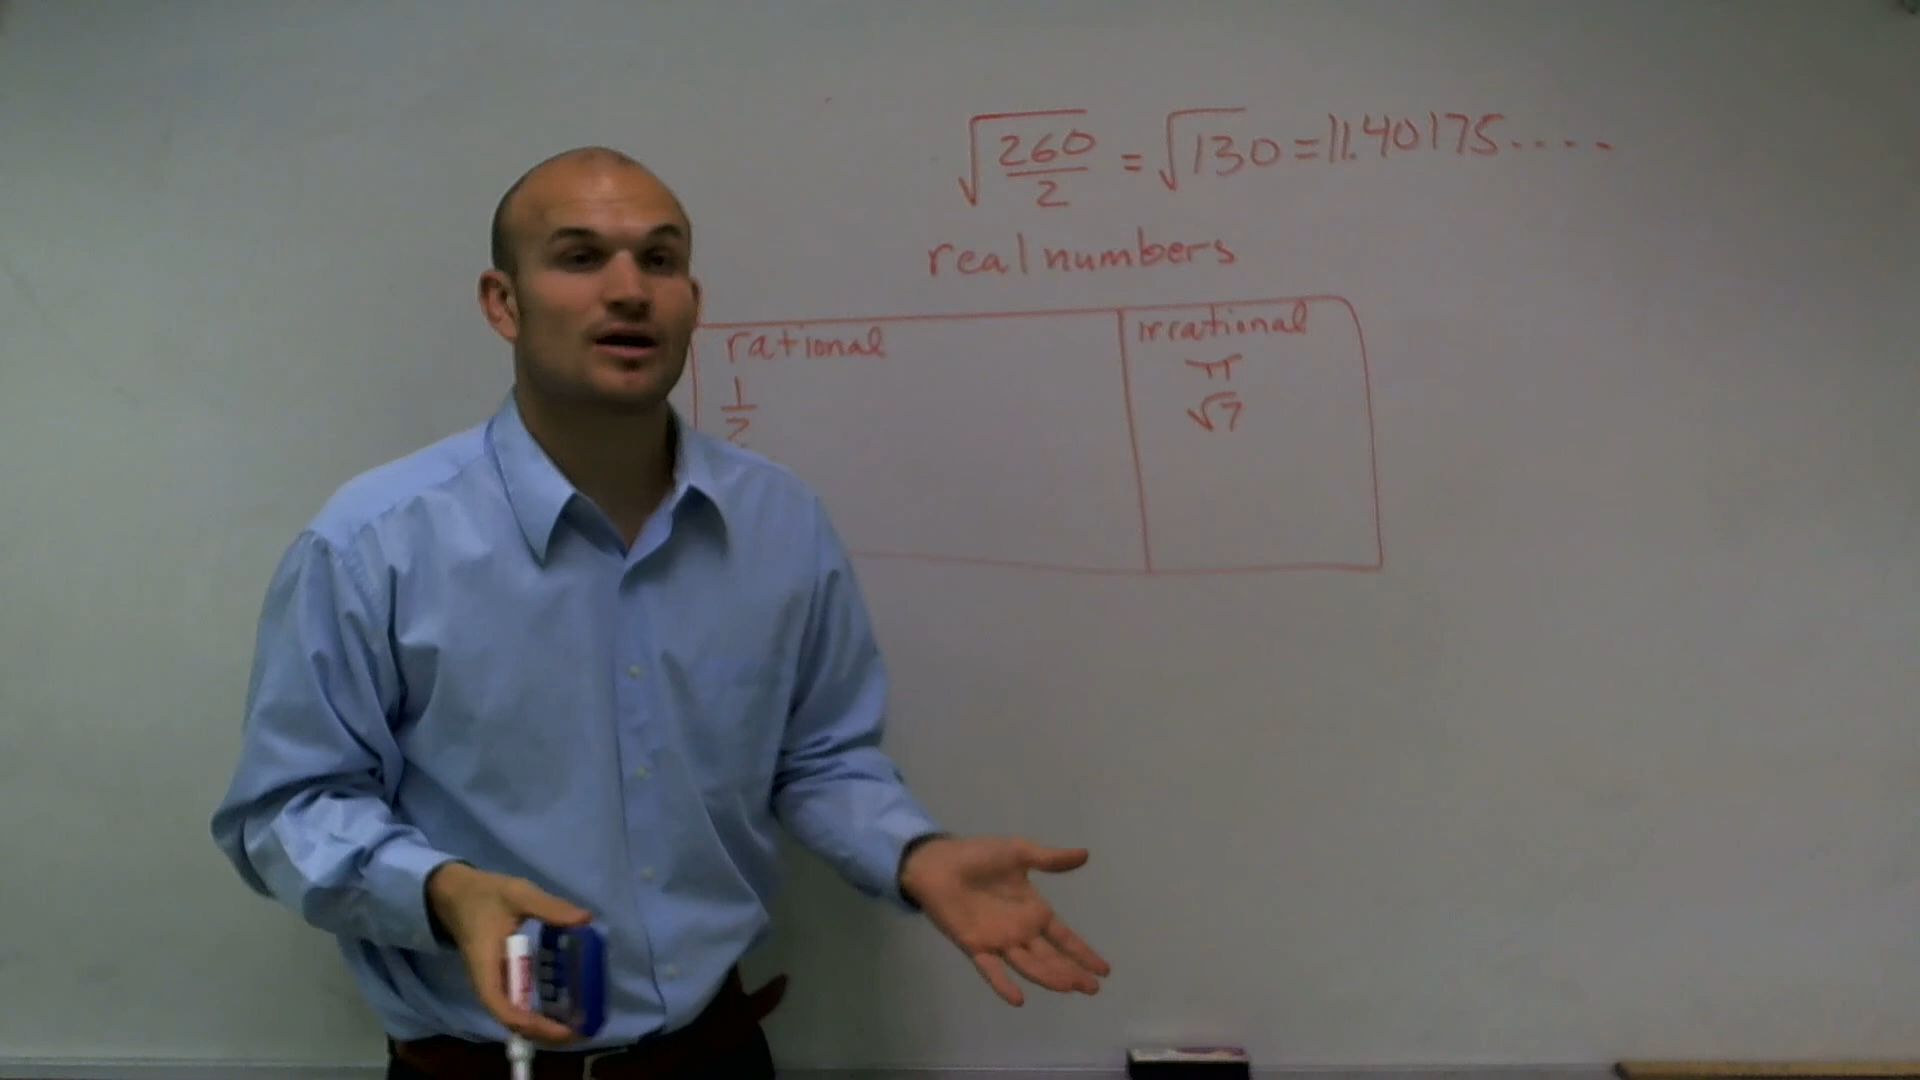 √260/2 = √130 = 11.40175....
real numbers
rational
irrational
1/2
π
√7